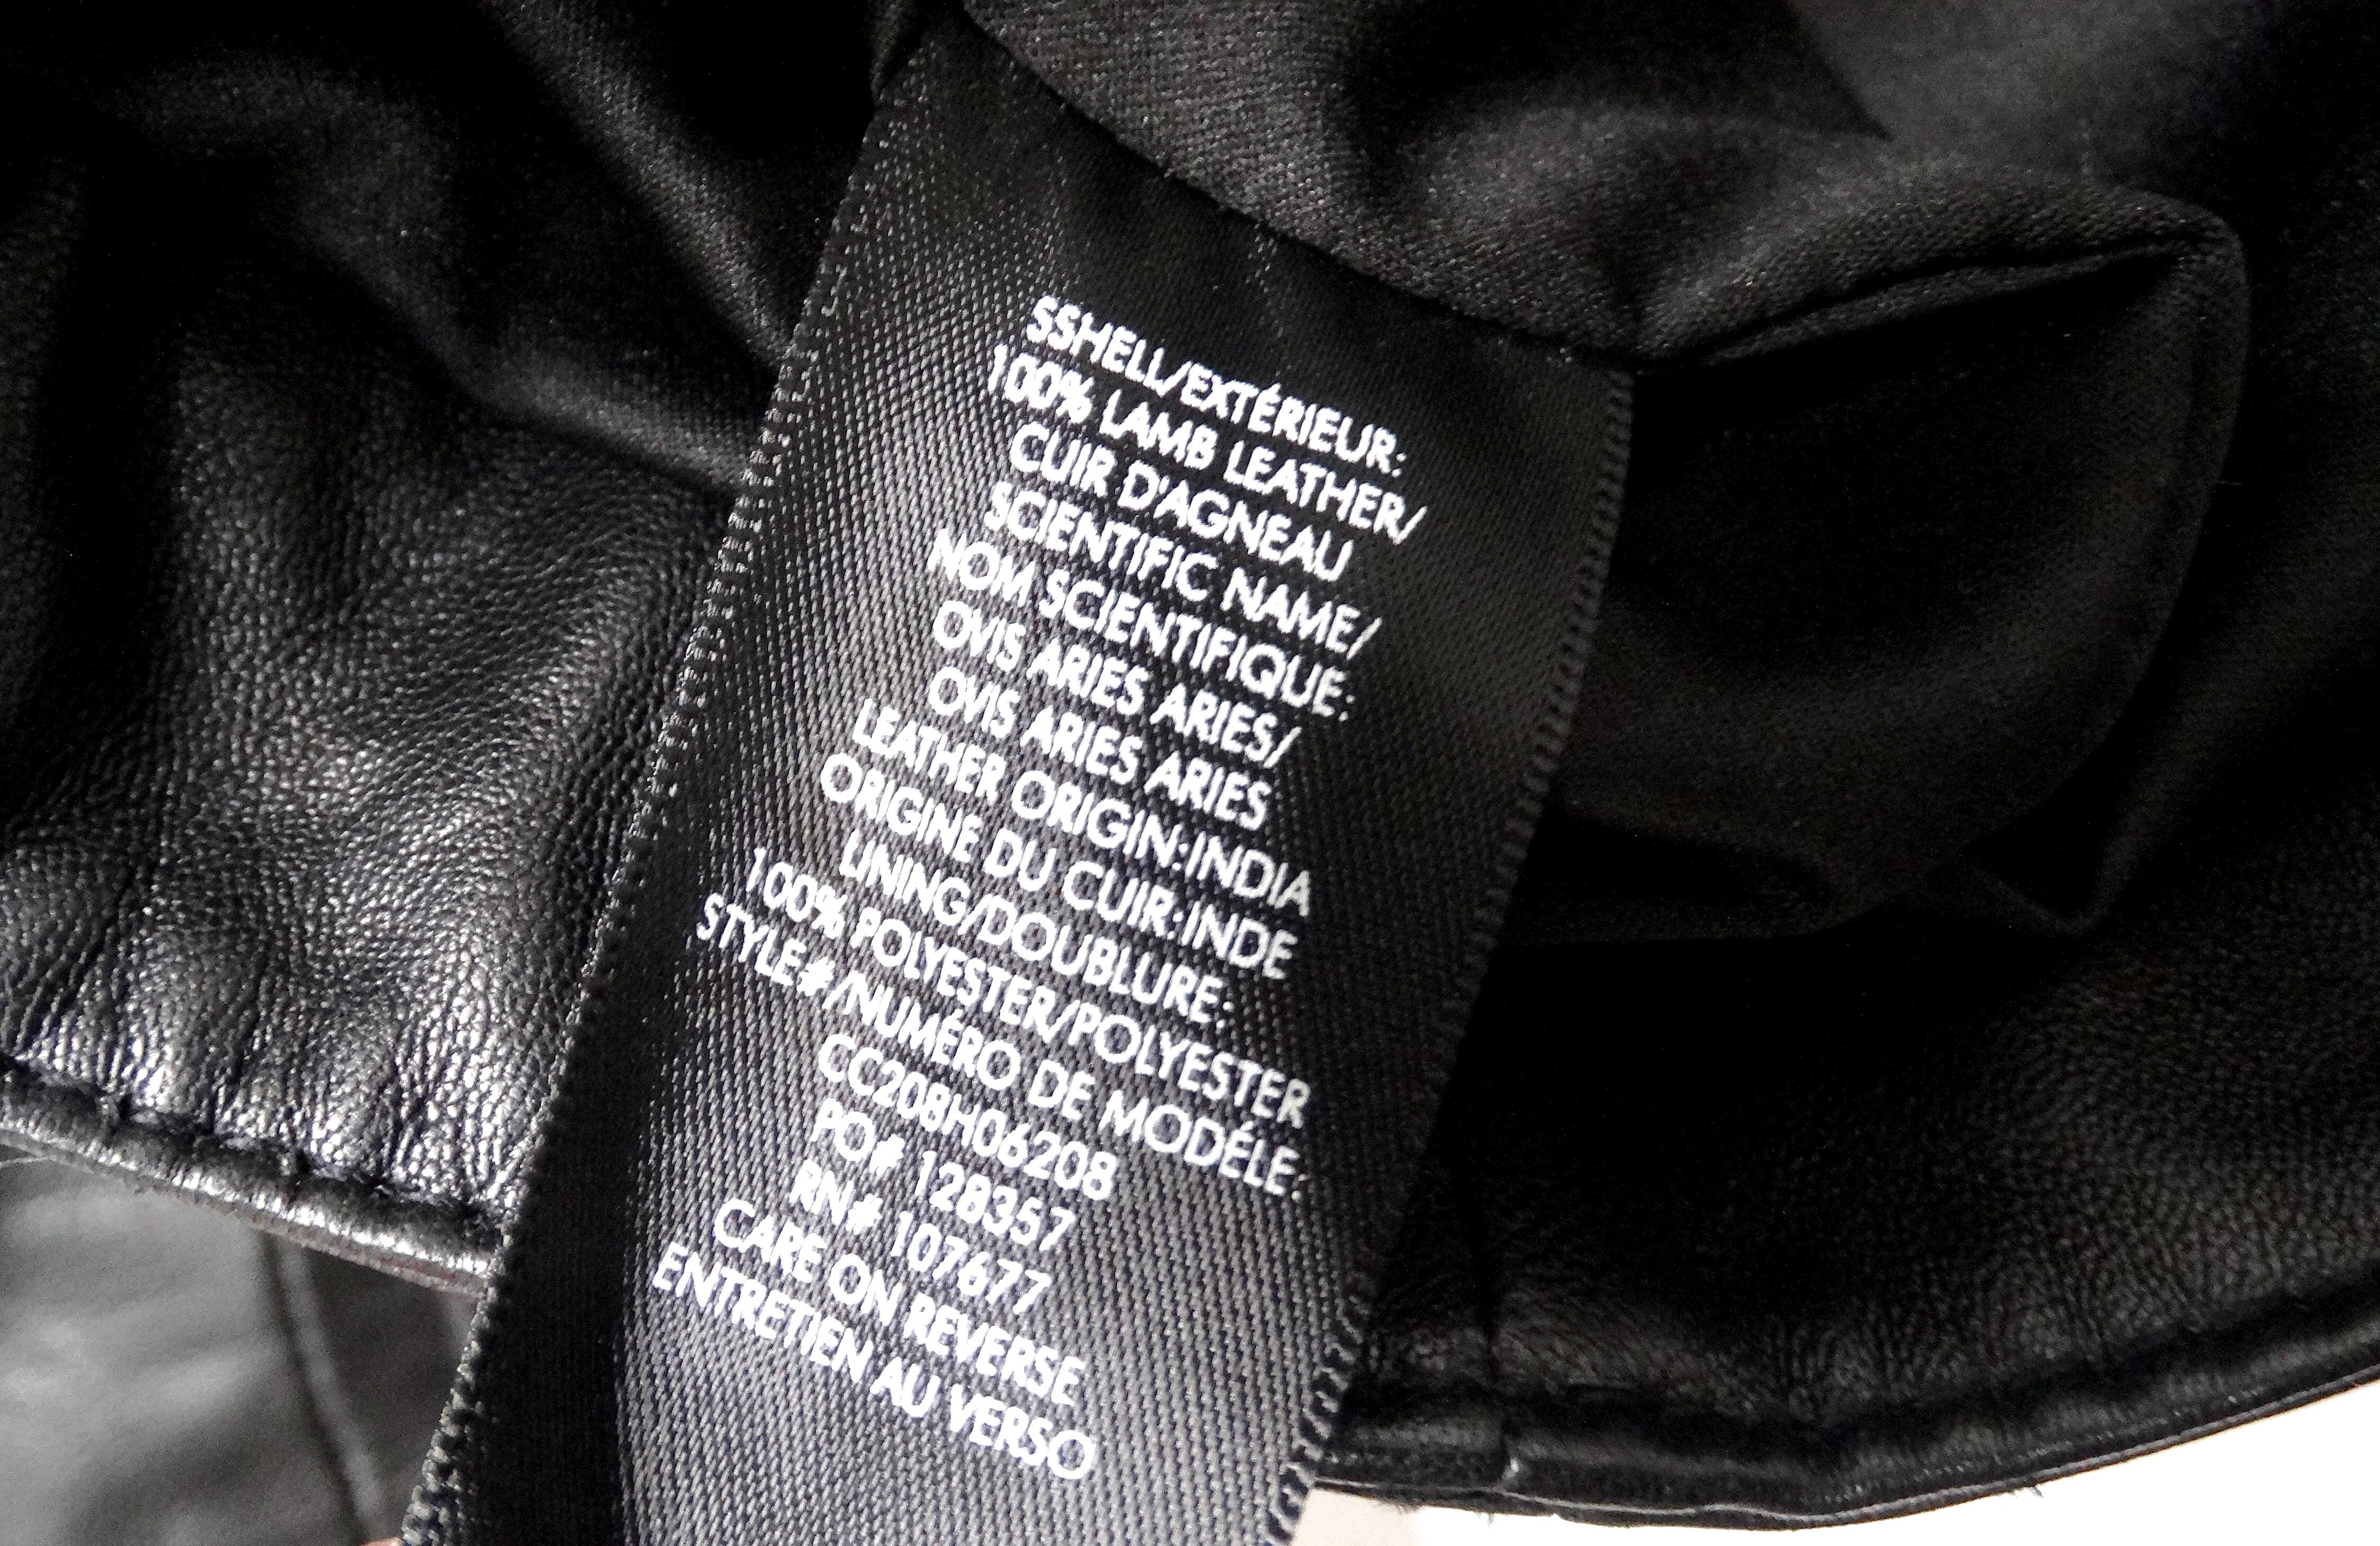 SSHELL/EXTÉRIEUR:
100% LAMB LEATHER/
CUIR D'AGNEAU
SCIENTIFIC NAME/
NOM SCIENTIFIQUE:
OVIS ARIES ARIES/
OVIS ARIES ARIES
LEATHER ORIGIN:INDIA
ORIGINE DU CUIR:INDE
LINING/DOUBLURE:
100% POLYESTER/POLYESTER
STYLE#/NUMÉRO DE MODÉLE:
CC20BH06208
PO# 128357
RN# 107677
CARE ON REVERSE
ENTRETIEN AU VERSO